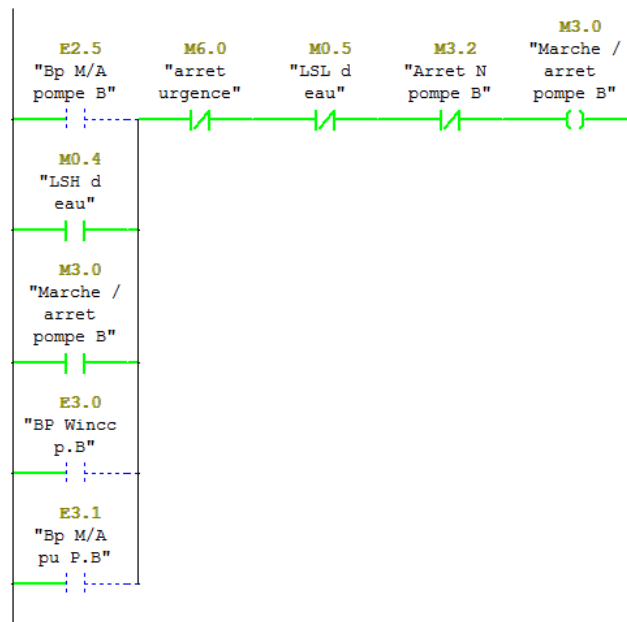 E2.5
"Bp M/A
pompe B"
M6.0
"arret
urgence"
M0.5
"LSL d
eau"
M3.2
"Arret N
pompe B"
M3.0
"Marche /
arret
pompe B"
M0.4
"LSH d
eau"
M3.0
"Marche /
arret
pompe B"
E3.0
"BP Wincc
p.B"
E3.1
"Bp M/A
pu P.B"